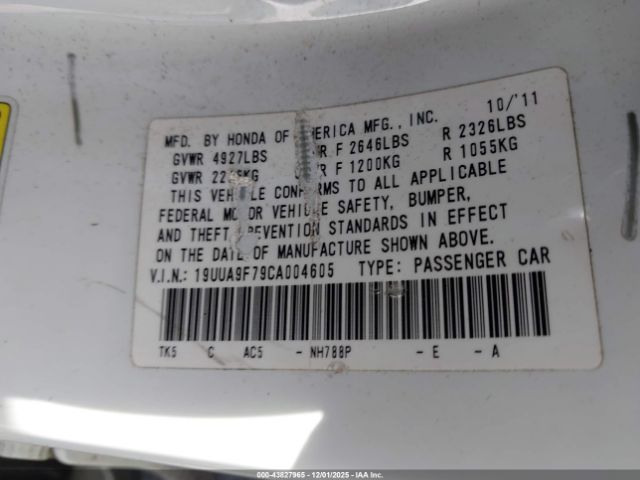 MFD. BY HONDA OF AMERICA MFG., INC. 10/'11
GVWR 4927LBS F 2646LBS R 2326LBS
GVWR F 1200KG R 1055KG
THIS VEHICLE CONFORMS TO ALL APPLICABLE
FEDERAL MOTOR VEHICLE SAFETY, BUMPER,
AND THEFT PREVENTION STANDARDS IN EFFECT
ON THE DATE OF MANUFACTURE SHOWN ABOVE.
V.I.N.: 19UUA9F79CA004605 TYPE: PASSENGER CAR
TK5 C AC5 - NH788P - E - A
000-43827965 - 12/01/2025 - IAA, Inc.